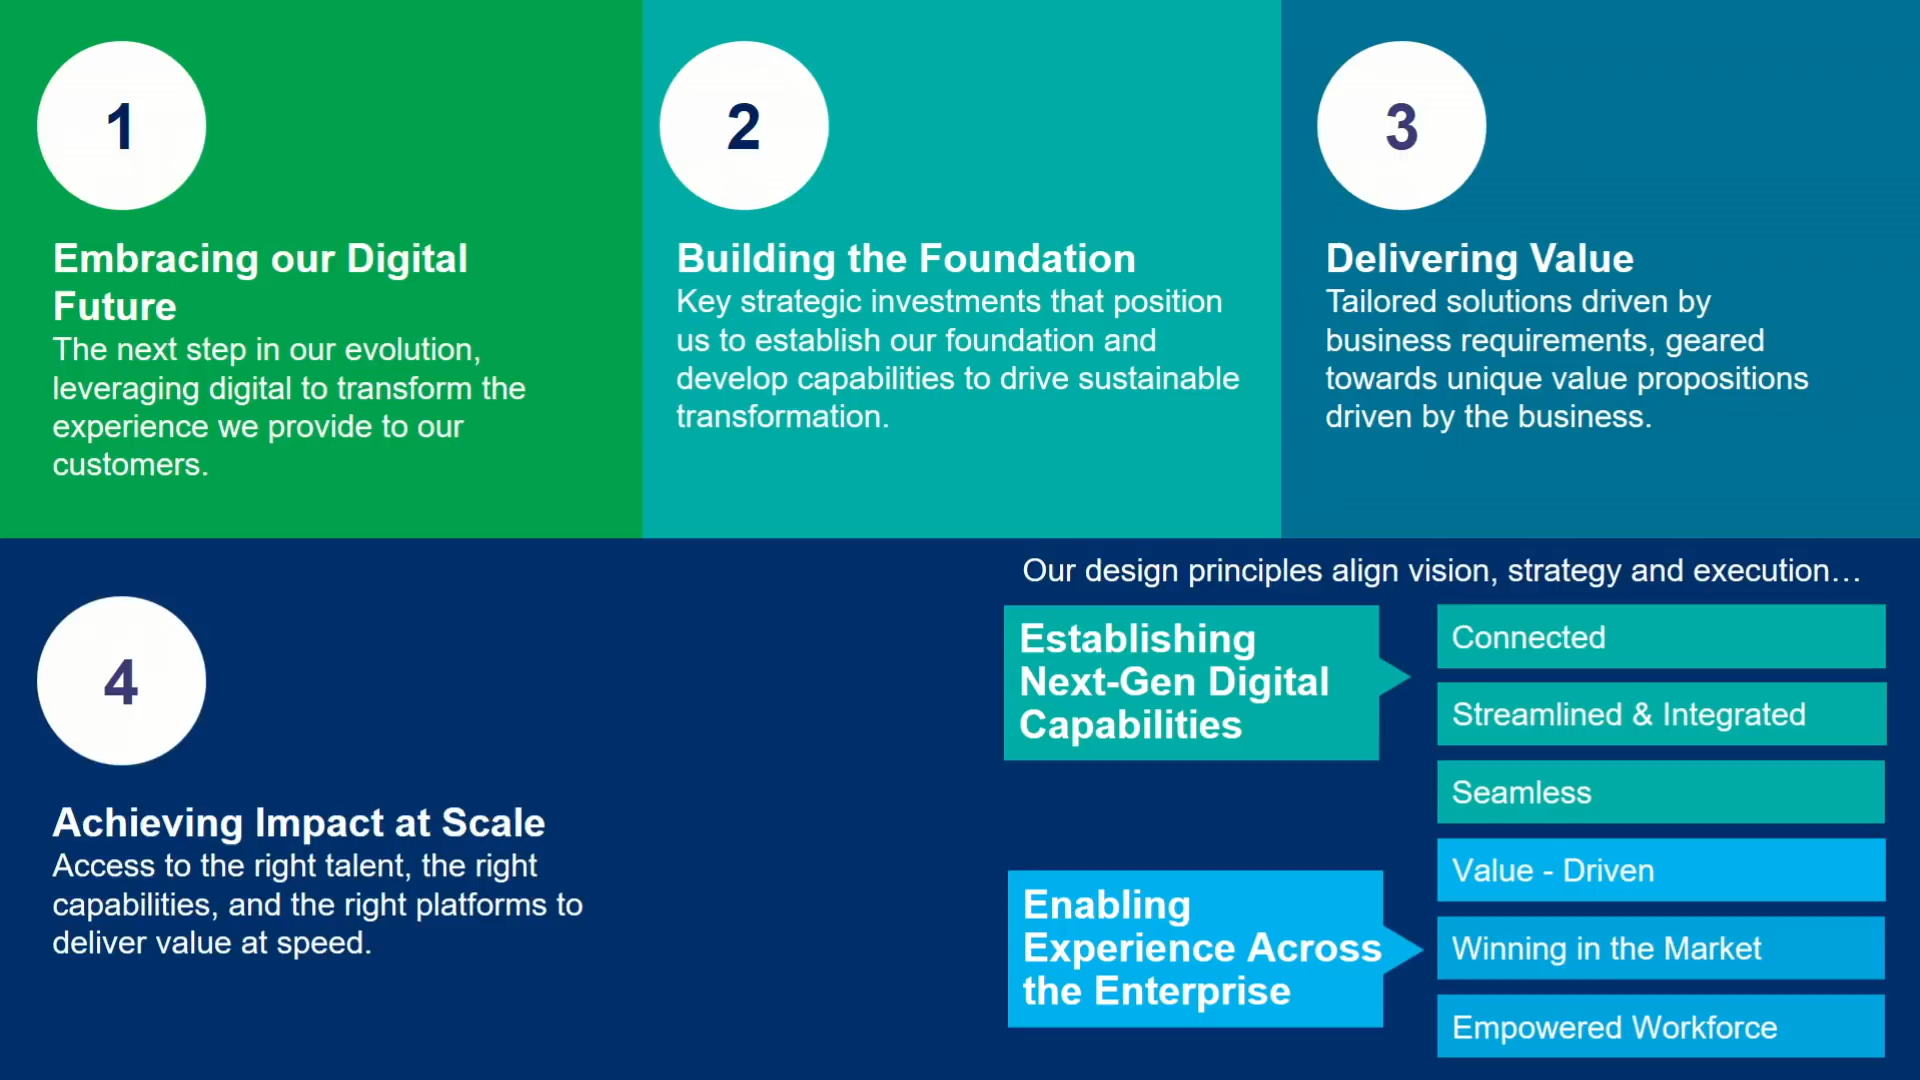 1
Embracing our Digital
Future
The next step in our evolution,
leveraging digital to transform the
experience we provide to our
customers.
2
Building the Foundation
Key strategic investments that position
us to establish our foundation and
develop capabilities to drive sustainable
transformation.
3
Delivering Value
Tailored solutions driven by
business requirements, geared
towards unique value propositions
driven by the business.
4
Achieving Impact at Scale
Access to the right talent, the right
capabilities, and the right platforms to
deliver value at speed.
Our design principles align vision, strategy and execution…
Establishing
Next-Gen Digital
Capabilities
Connected
Streamlined & Integrated
Seamless
Enabling
Experience Across
the Enterprise
Value - Driven
Winning in the Market
Empowered Workforce